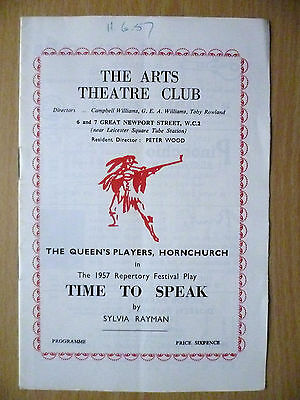 11.6.57
THE ARTS
THEATRE CLUB
Directors - Campbell Williams, G. E. A. Williams, Toby Rowland
6 and 7 GREAT NEWPORT STREET, W.C.2
(near Leicester Square Tube Station)
Resident Director : PETER WOOD
THE QUEEN'S PLAYERS, HORNCHURCH
in
The 1957 Repertory Festival Play
TIME TO SPEAK
by
SYLVIA RAYMAN
PROGRAMME PRICE SIXPENCE